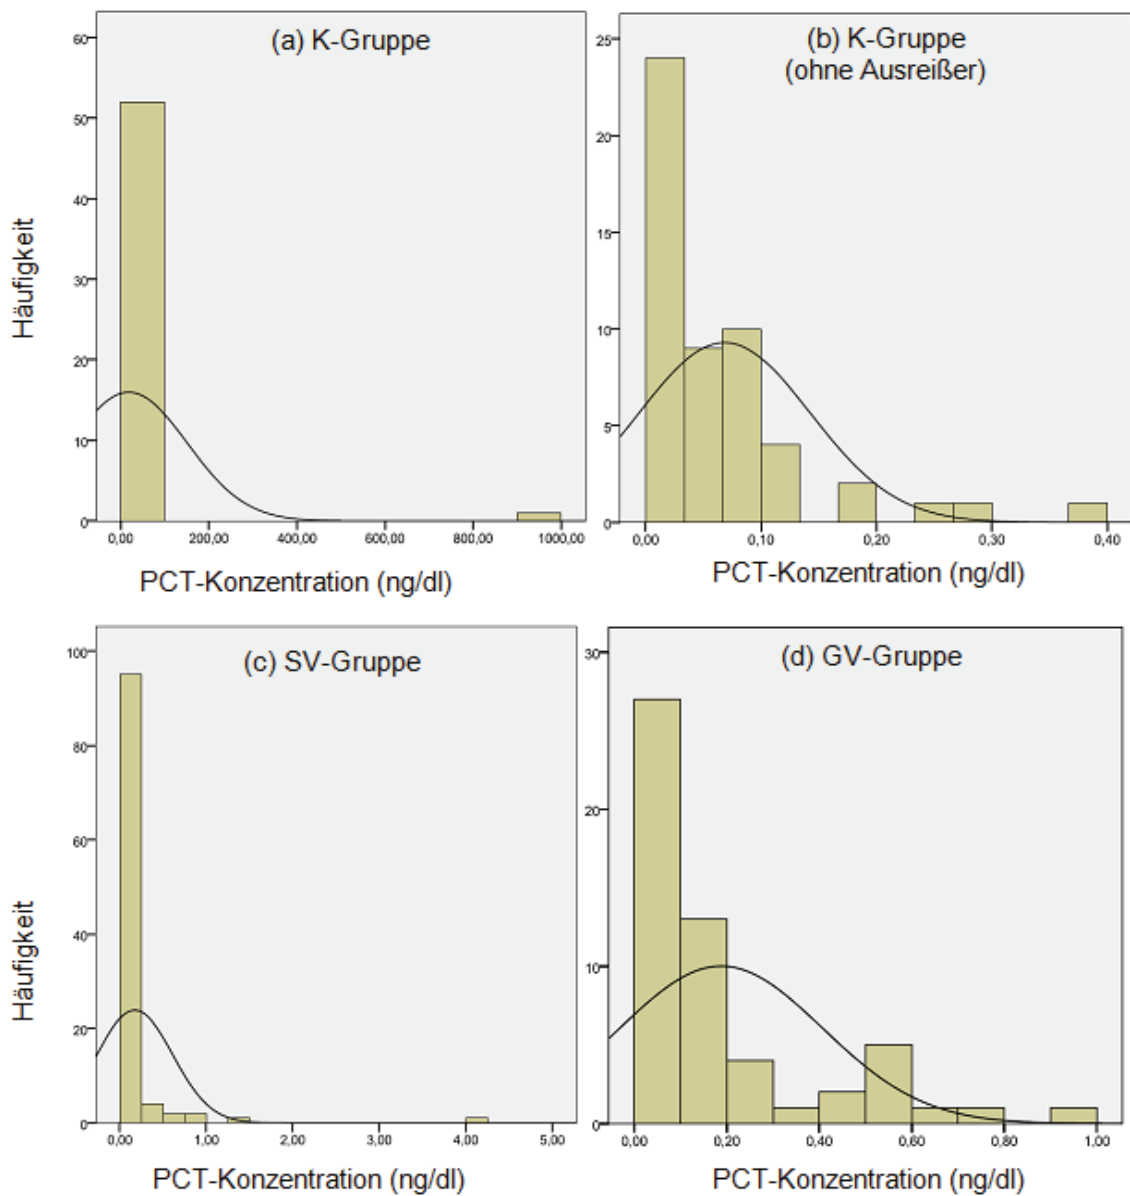 (a) K-Gruppe
60
50
40
30
20
10
0
Häufigkeit
0,00 200,00 400,00 600,00 800,00 1000,00
PCT-Konzentration (ng/dl)
(b) K-Gruppe
(ohne Ausreißer)
25
20
15
10
5
0
0,00 0,10 0,20 0,30 0,40
PCT-Konzentration (ng/dl)
(c) SV-Gruppe
100
80
60
40
20
0
Häufigkeit
0,00 1,00 2,00 3,00 4,00 5,00
PCT-Konzentration (ng/dl)
(d) GV-Gruppe
30
20
10
0
0,00 0,20 0,40 0,60 0,80 1,00
PCT-Konzentration (ng/dl)